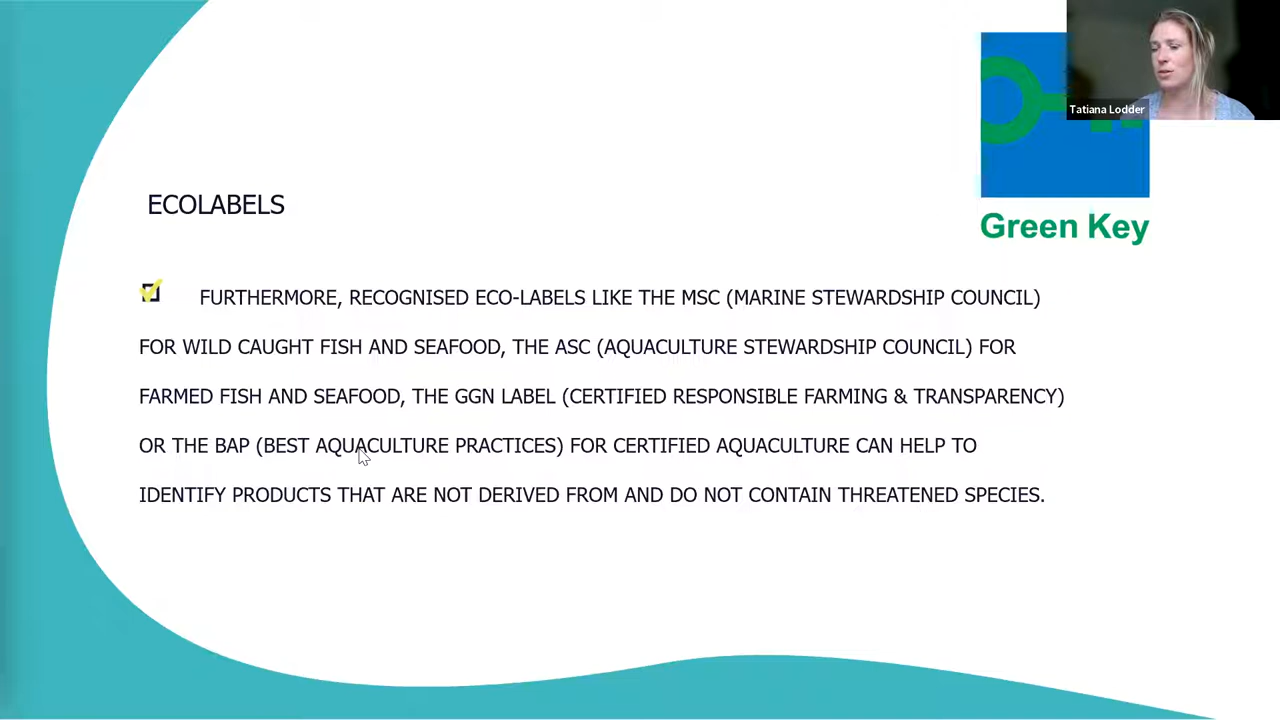 Tatiana Lodder
Green Key
ECOLABELS
FURTHERMORE, RECOGNISED ECO-LABELS LIKE THE MSC (MARINE STEWARDSHIP COUNCIL)
FOR WILD CAUGHT FISH AND SEAFOOD, THE ASC (AQUACULTURE STEWARDSHIP COUNCIL) FOR
FARMED FISH AND SEAFOOD, THE GGN LABEL (CERTIFIED RESPONSIBLE FARMING & TRANSPARENCY)
OR THE BAP (BEST AQUACULTURE PRACTICES) FOR CERTIFIED AQUACULTURE CAN HELP TO
IDENTIFY PRODUCTS THAT ARE NOT DERIVED FROM AND DO NOT CONTAIN THREATENED SPECIES.